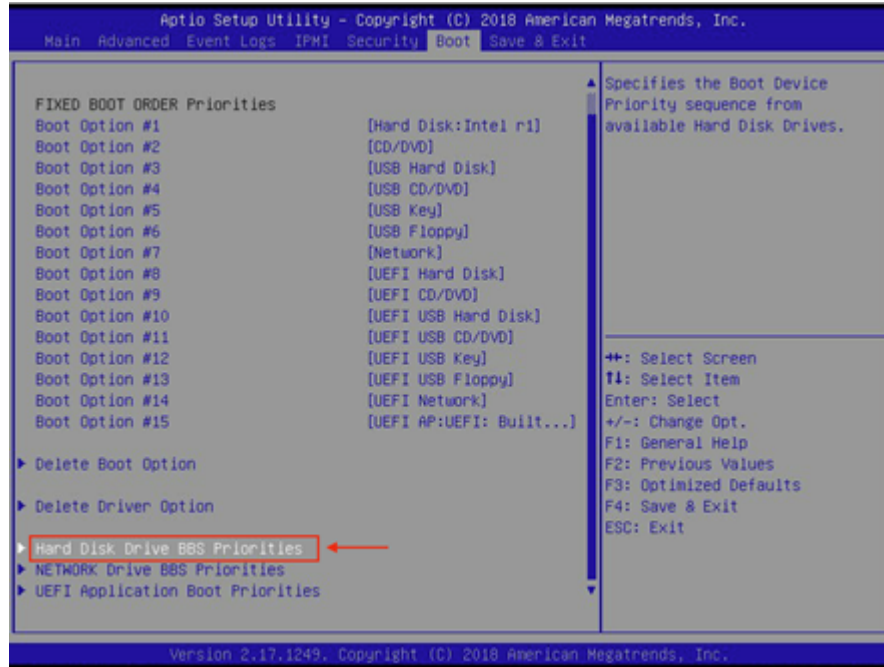 Aptio Setup Utility – Copyright (C) 2018 American Megatrends, Inc.
Main Advanced Event Logs IPMI Security Boot Save & Exit
FIXED BOOT ORDER Priorities
Boot Option #1 [Hard Disk:Intel r1]
Boot Option #2 [CD/DVD]
Boot Option #3 [USB Hard Disk]
Boot Option #4 [USB CD/DVD]
Boot Option #5 [USB Key]
Boot Option #6 [USB Floppy]
Boot Option #7 [Network]
Boot Option #8 [UEFI Hard Disk]
Boot Option #9 [UEFI CD/DVD]
Boot Option #10 [UEFI USB Hard Disk]
Boot Option #11 [UEFI USB CD/DVD]
Boot Option #12 [UEFI USB Key]
Boot Option #13 [UEFI USB Floppy]
Boot Option #14 [UEFI Network]
Boot Option #15 [UEFI AP:UEFI: Built...]
Delete Boot Option
Delete Driver Option
Hard Disk Drive BBS Priorities
NETWORK Drive BBS Priorities
UEFI Application Boot Priorities
Specifies the Boot Device
Priority sequence from
available Hard Disk Drives.
→←: Select Screen
↑↓: Select Item
Enter: Select
+/-: Change Opt.
F1: General Help
F2: Previous Values
F3: Optimized Defaults
F4: Save & Exit
ESC: Exit
Version 2.17.1249. Copyright (C) 2018 American Megatrends, Inc.